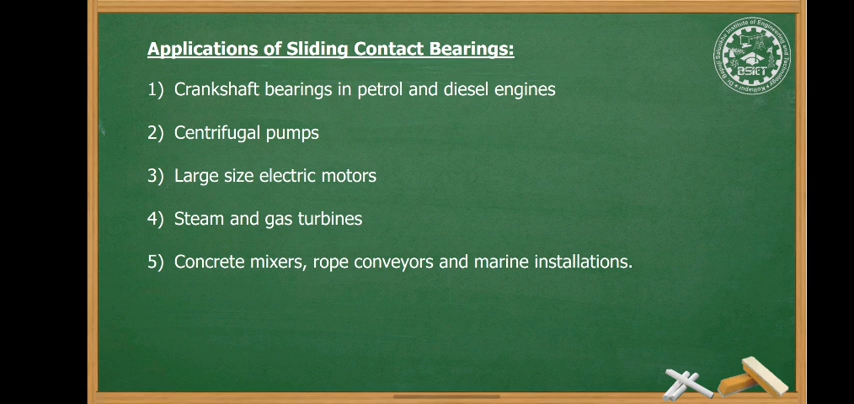 Applications of Sliding Contact Bearings:
1) Crankshaft bearings in petrol and diesel engines
2) Centrifugal pumps
3) Large size electric motors
4) Steam and gas turbines
5) Concrete mixers, rope conveyors and marine installations.
BSIET